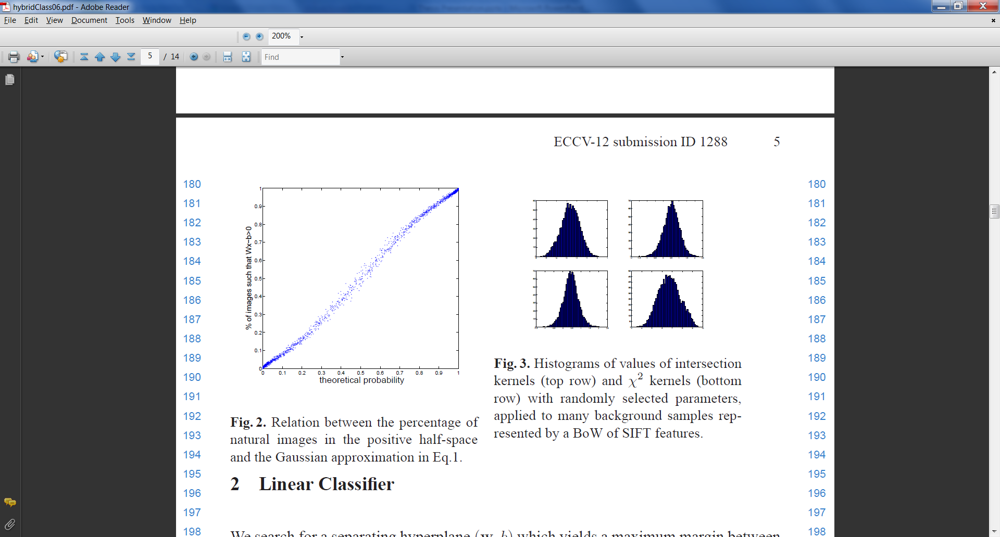 hybridClass06.pdf - Adobe Reader
File Edit View Document Tools Window Help
200%
5 / 14 Find
ECCV-12 submission ID 1288 5
180 180
181 181
182 182
183 183
184 184
185 185
186 186
187 187
188 188
189 189
190 190
191 191
192 192
193 193
194 194
195 195
196 196
197 197
198 198
% of images such that Wx-b>0
1
0.9
0.8
0.7
0.6
0.5
0.4
0.3
0.2
0.1
0
0 0.1 0.2 0.3 0.4 0.5 0.6 0.7 0.8 0.9 1
theoretical probability
Fig. 2. Relation between the percentage of
natural images in the positive half-space
and the Gaussian approximation in Eq.1.
Fig. 3. Histograms of values of intersection
kernels (top row) and χ² kernels (bottom
row) with randomly selected parameters,
applied to many background samples rep-
resented by a BoW of SIFT features.
2 Linear Classifier
We search for a separating hyperplane (w, b) which yields a maximum margin between